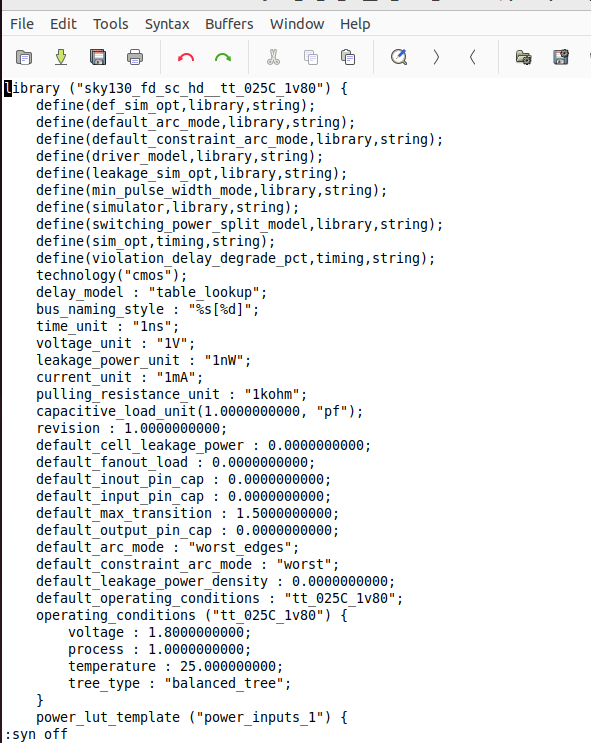 File Edit Tools Syntax Buffers Window Help
library ("sky130_fd_sc_hd__tt_025C_1v80") {
    define(def_sim_opt,library,string);
    define(default_arc_mode,library,string);
    define(default_constraint_arc_mode,library,string);
    define(driver_model,library,string);
    define(leakage_sim_opt,library,string);
    define(min_pulse_width_mode,library,string);
    define(simulator,library,string);
    define(switching_power_split_model,library,string);
    define(sim_opt,timing,string);
    define(violation_delay_degrade_pct,timing,string);
    technology("cmos");
    delay_model : "table_lookup";
    bus_naming_style : "%s[%d]";
    time_unit : "1ns";
    voltage_unit : "1V";
    leakage_power_unit : "1nW";
    current_unit : "1mA";
    pulling_resistance_unit : "1kohm";
    capacitive_load_unit(1.0000000000, "pf");
    revision : 1.0000000000;
    default_cell_leakage_power : 0.0000000000;
    default_fanout_load : 0.0000000000;
    default_inout_pin_cap : 0.0000000000;
    default_input_pin_cap : 0.0000000000;
    default_max_transition : 1.5000000000;
    default_output_pin_cap : 0.0000000000;
    default_arc_mode : "worst_edges";
    default_constraint_arc_mode : "worst";
    default_leakage_power_density : 0.0000000000;
    default_operating_conditions : "tt_025C_1v80";
    operating_conditions ("tt_025C_1v80") {
        voltage : 1.8000000000;
        process : 1.0000000000;
        temperature : 25.000000000;
        tree_type : "balanced_tree";
    }
    power_lut_template ("power_inputs_1") {
:syn off